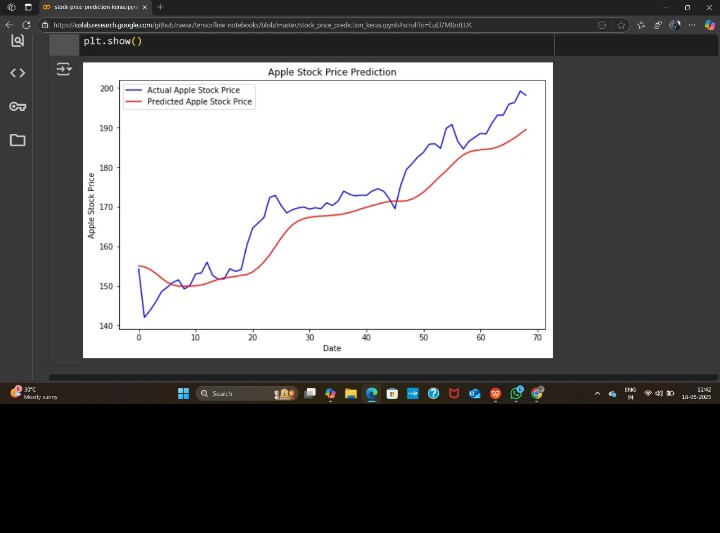 stock-price-prediction-keras.ipynb
https://colab.research.google.com/github/rawar/tensorflow-notebooks/blob/master/stock_price_prediction_keras.ipynb#scrollTo=
plt.show()
Apple Stock Price Prediction
Actual Apple Stock Price
Predicted Apple Stock Price
Apple Stock Price
200
190
180
170
160
150
140
0 10 20 30 40 50 60 70
Date
30°C
Mostly sunny
Search
ENG
IN
12:42
18-05-2025